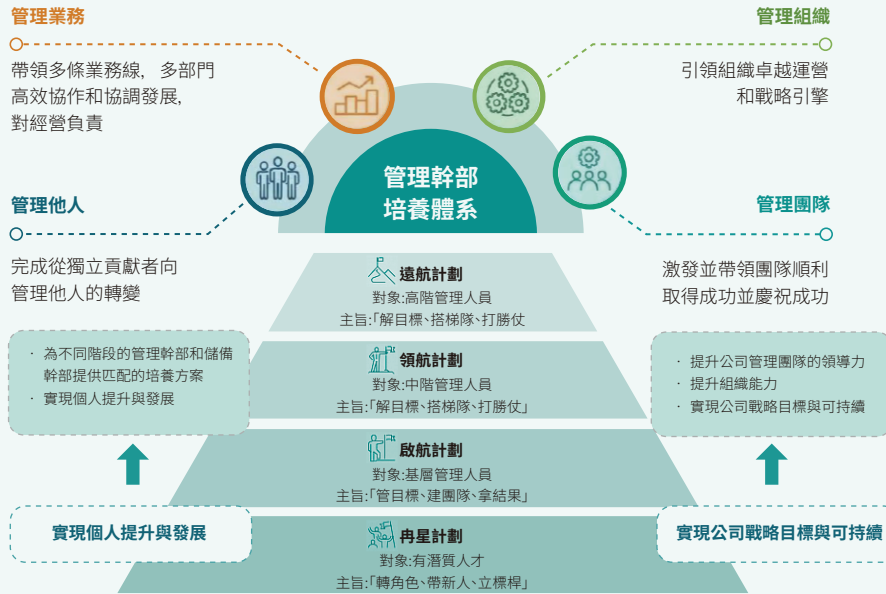 管理業務
帶領多條業務線, 多部門
高效協作和協調發展,
對經營負責
管理組織
引領組織卓越運營
和戰略引擎
管理幹部
培養體系
管理他人
完成從獨立貢獻者向
管理他人的轉變
管理團隊
激發並帶領團隊順利
取得成功並慶祝成功
遠航計劃
對象:高階管理人員
主旨:「解目標、搭梯隊、打勝仗
領航計劃
對象:中階管理人員
主旨:「解目標、搭梯隊、打勝仗」
啟航計劃
對象:基層管理人員
主旨:「管目標、建團隊、拿結果」
冉星計劃
對象:有潛質人才
主旨:「轉角色、帶新人、立標桿」
· 為不同階段的管理幹部和儲備
幹部提供匹配的培養方案
· 實現個人提升與發展
實現個人提升與發展
· 提升公司管理團隊的領導力
· 提升組織能力
· 實現公司戰略目標與可持續
實現公司戰略目標與可持續